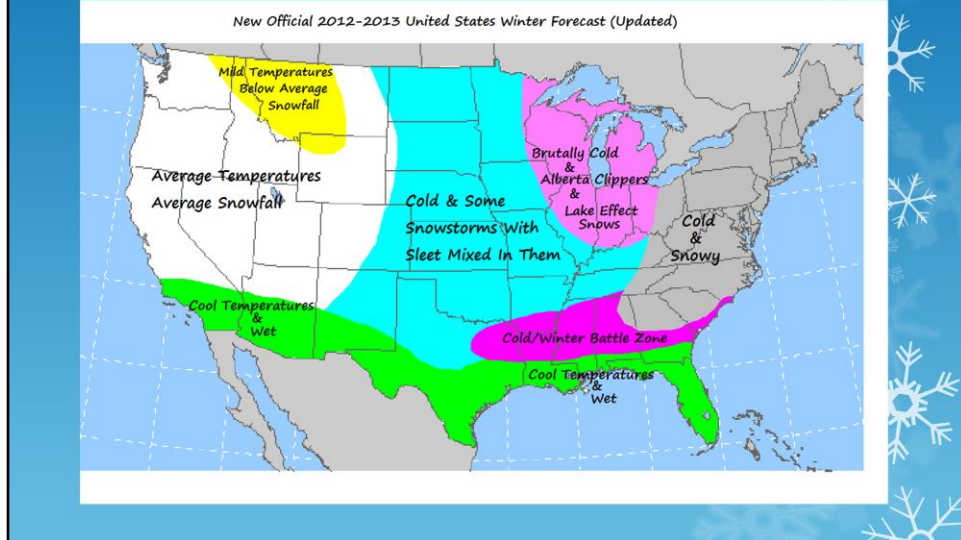 New Official 2012-2013 United States Winter Forecast (Updated)
Mild Temperatures
Below Average
Snowfall
Average Temperatures
Average Snowfall
Cold & Some
Snowstorms With
Sleet Mixed In Them
Brutally Cold
&
Alberta Clippers
&
Lake Effect
Snows
Cold
&
Snowy
Cool Temperatures
&
Wet
Cold/Winter Battle Zone
Cool Temperatures
&
Wet